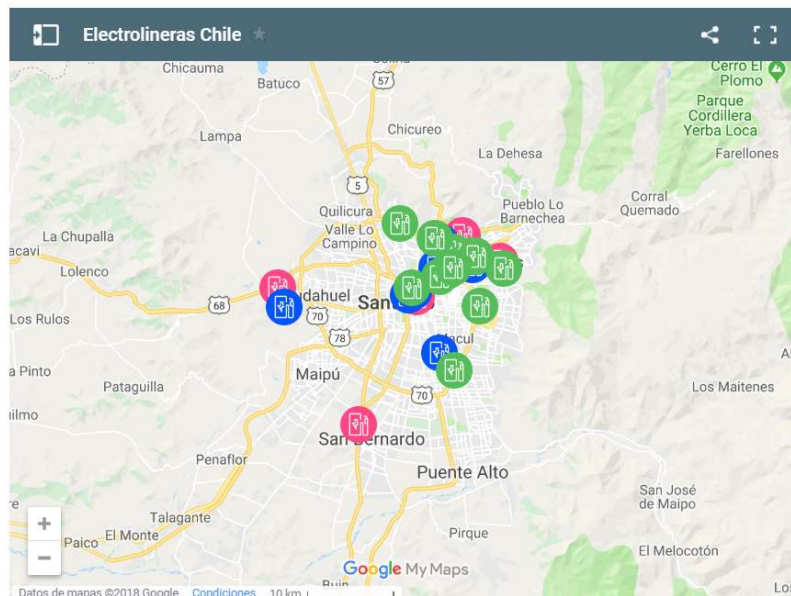 Electrolineras Chile
Chicauma
Batuco
57
Cerro El
Plomo
Parque
Cordillera
Yerba Loca
Lampa
Chicureo
La Dehesa
Farellones
5
Quilicura
Valle Lo
Campino
Pueblo Lo
Barnechea
Corral
Quemado
La Chupalla
acavi
Lolenco
68
udahuel
70
Los Rulos
78
Macul
Maipú
a Pinto
Pataguilla
70
Los Maitenes
San Bernardo
Penaflor
Puente Alto
San José
de Maipo
Talagante
El Monte
Paico
Pirque
El Melocotón
Google My Maps
Buin
Datos de mapas ©2018 Google
Condiciones
10 km